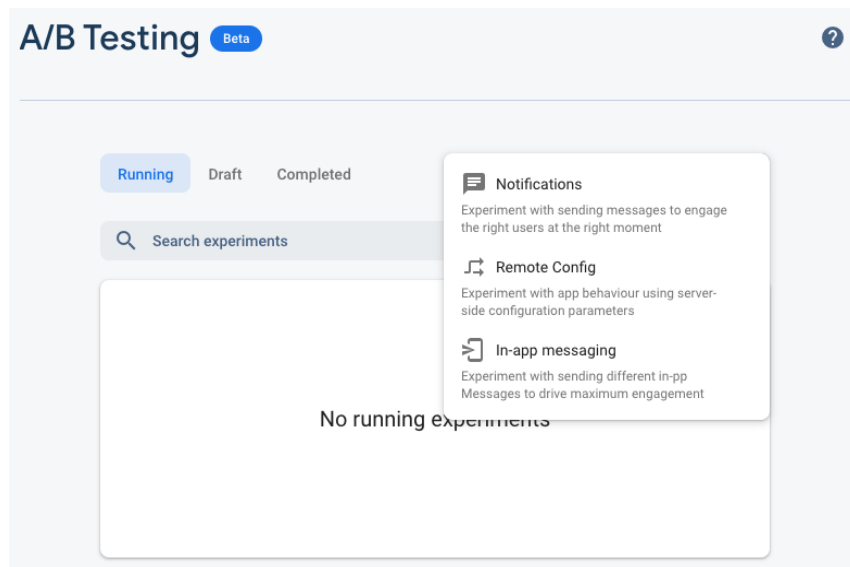 A/B Testing Beta
Running Draft Completed
Search experiments
Notifications
Experiment with sending messages to engage
the right users at the right moment
Remote Config
Experiment with app behaviour using server-
side configuration parameters
In-app messaging
Experiment with sending different in-pp
Messages to drive maximum engagement
No running experiments